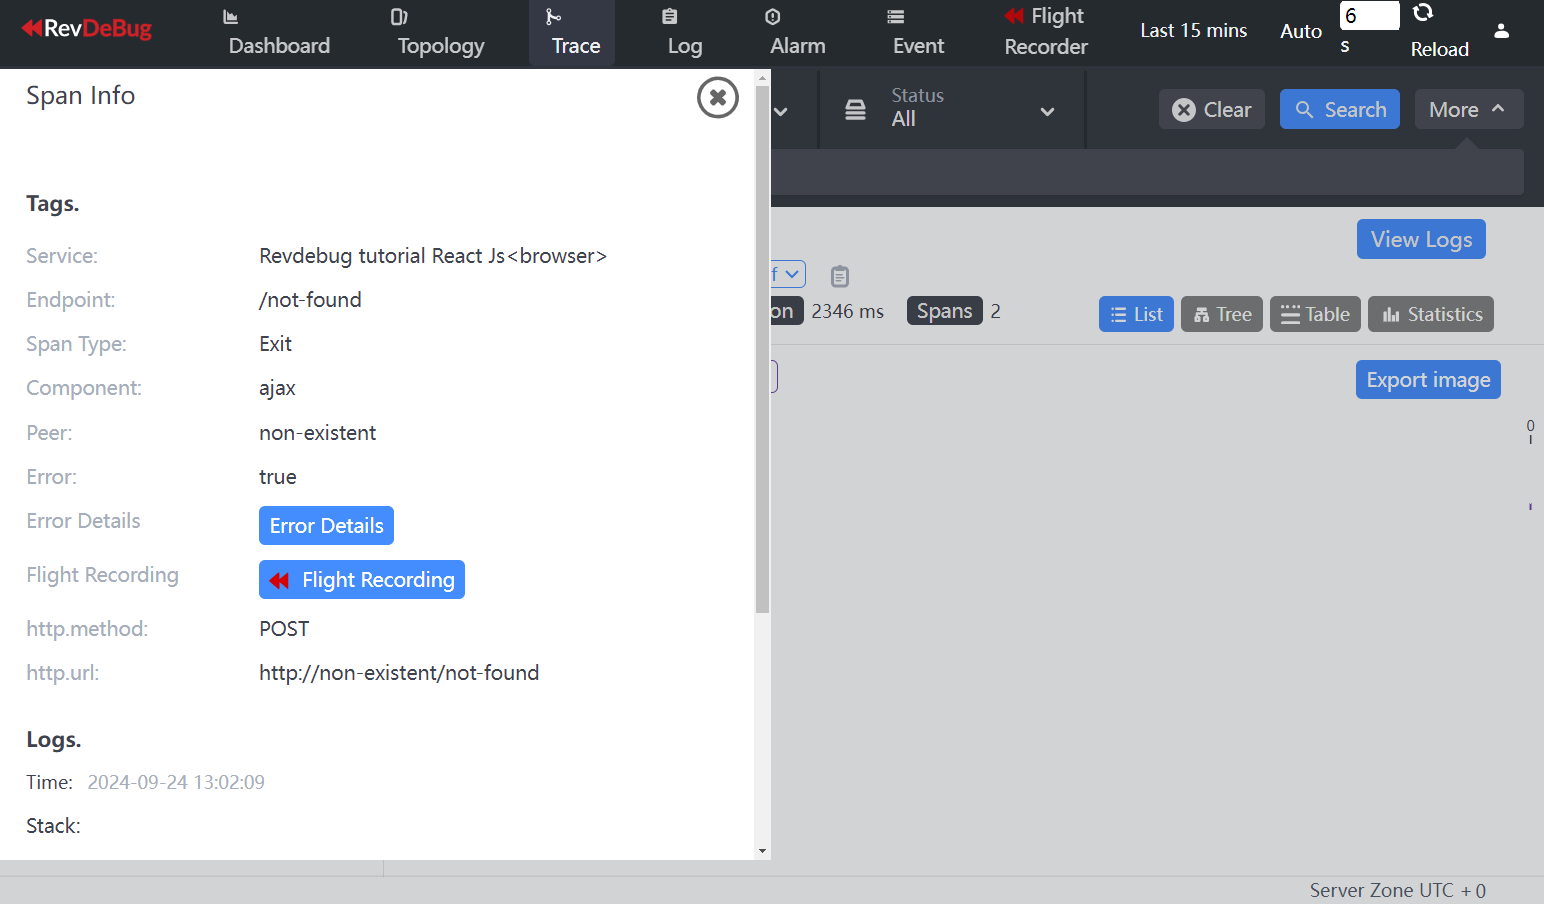 RevDeBug
Dashboard
Topology
Trace
Log
Alarm
Event
Flight
Recorder
Last 15 mins
Auto
6
s
Reload
Span Info
Status
All
Clear
Search
More
Tags.
Service: Revdebug tutorial React Js<browser>
Endpoint: /not-found
Span Type: Exit
Component: ajax
Peer: non-existent
Error: true
Error Details Error Details
Flight Recording Flight Recording
http.method: POST
http.url: http://non-existent/not-found
Logs.
Time: 2024-09-24 13:02:09
Stack:
View Logs
f
on 2346 ms Spans 2
List Tree Table Statistics
Export image
0
Server Zone UTC + 0